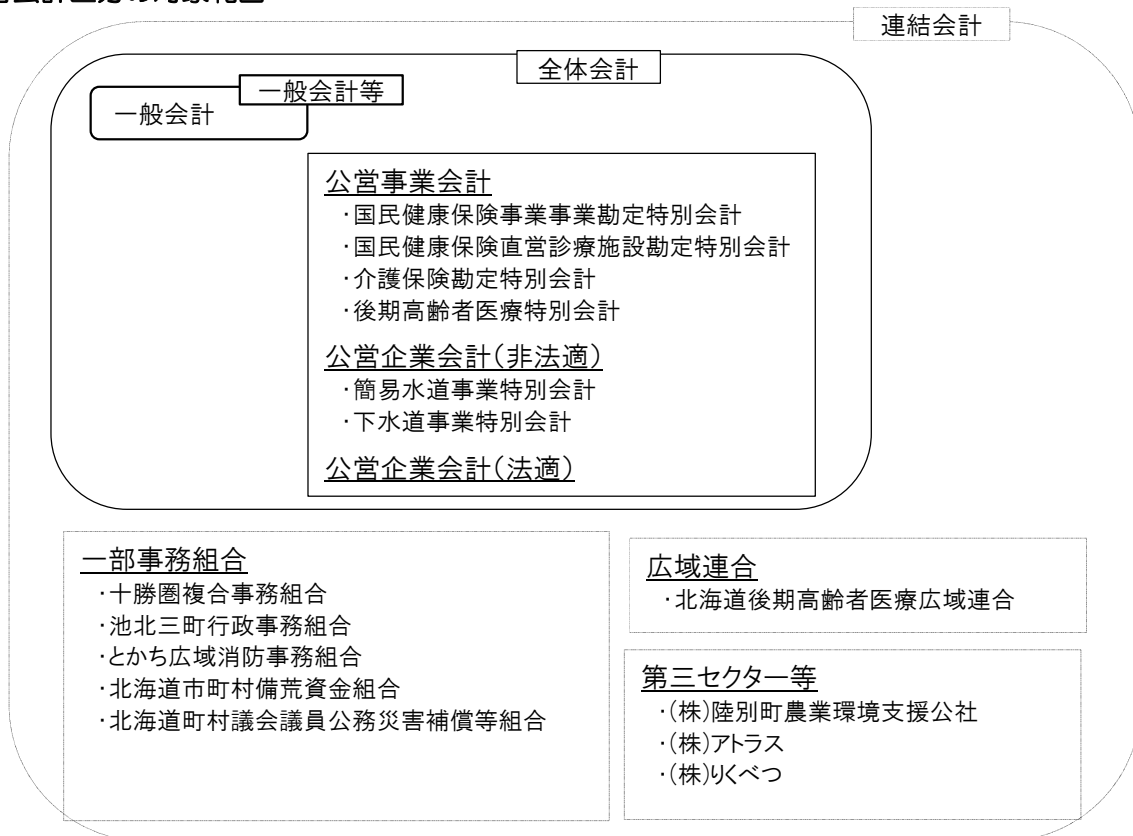 連結会計
全体会計
一般会計等
一般会計
公営事業会計
・国民健康保険事業事業勘定特別会計
・国民健康保険直営診療施設勘定特別会計
・介護保険勘定特別会計
・後期高齢者医療特別会計
公営企業会計(非法適)
・簡易水道事業特別会計
・下水道事業特別会計
公営企業会計(法適)
一部事務組合
・十勝圏複合事務組合
・池北三町行政事務組合
・とかち広域消防事務組合
・北海道市町村備荒資金組合
・北海道町村議会議員公務災害補償等組合
広域連合
・北海道後期高齢者医療広域連合
第三セクター等
・(株)陸別町農業環境支援公社
・(株)アトラス
・(株)りくべつ